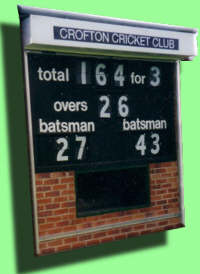 CROFTON CRICKET CLUB
total 164 for 3
overs 26
batsman batsman
27 43